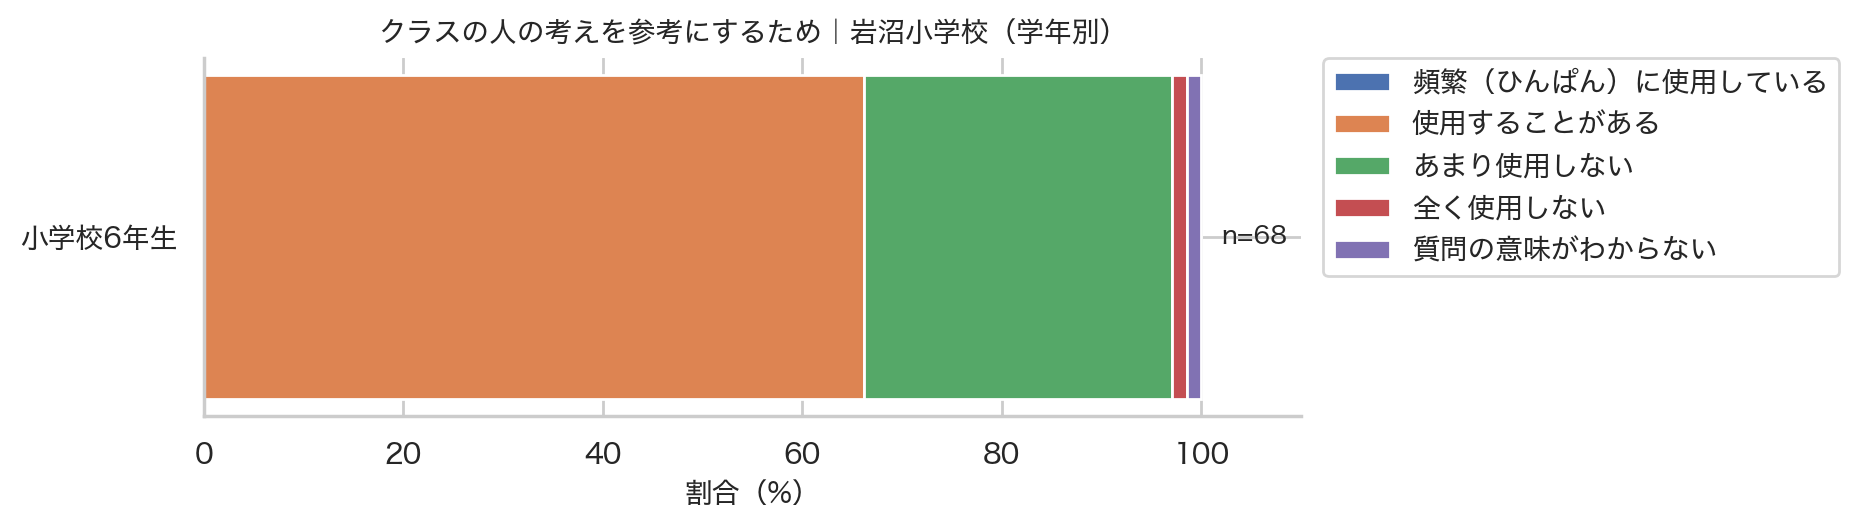 クラスの人の考えを参考にするため｜岩沼小学校（学年別）
頻繁（ひんぱん）に使用している
使用することがある
あまり使用しない
全く使用しない
質問の意味がわからない
小学校6年生
n=68
0 20 40 60 80 100
割合（%）